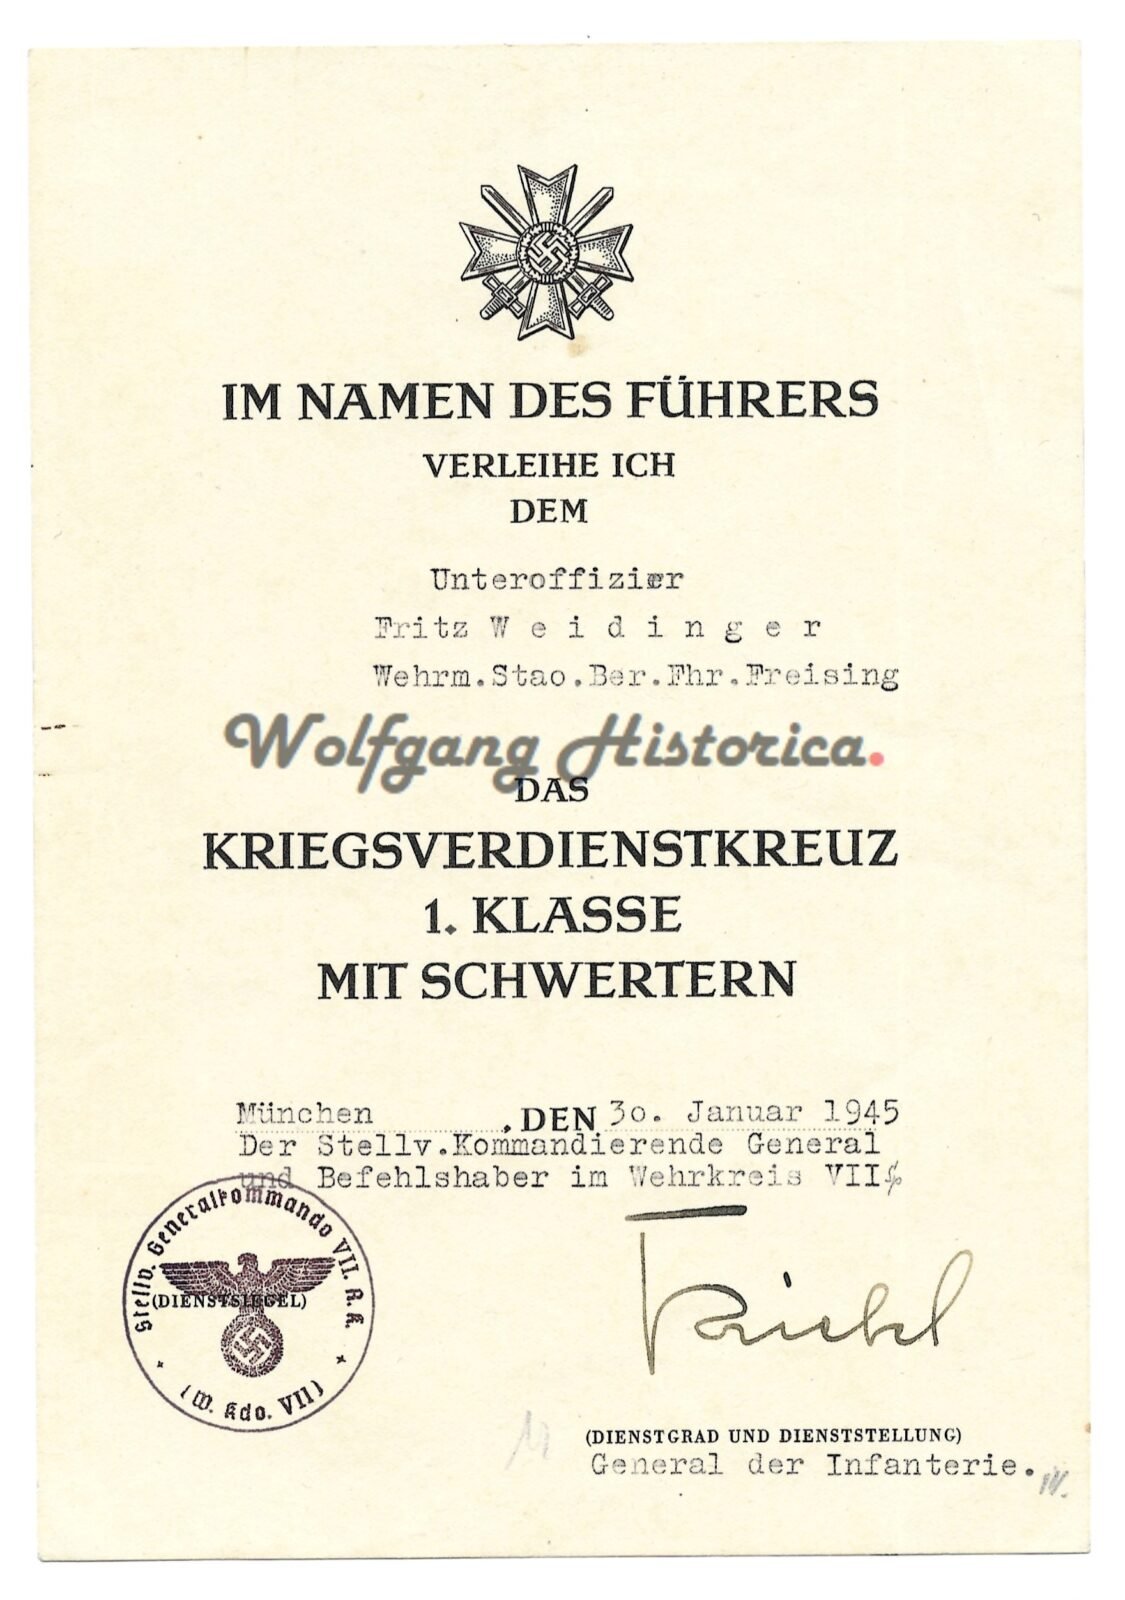 IM NAMEN DES FÜHRERS
VERLEIHE ICH
DEM
Unteroffizier
Fritz Weidinger
Wehrm.Stao.Ber.Fhr.Freising
Wolfgang Historica.
DAS
KRIEGSVERDIENSTKREUZ
1. KLASSE
MIT SCHWERTERN
München, DEN 30. Januar 1945
Der Stellv.Kommandierende General
und Befehlshaber im Wehrkreis VII
Stellv. Generalkommando VII. A.K.
(DIENSTSIEGEL)
(W. Kdo. VII)
(DIENSTGRAD UND DIENSTSTELLUNG)
General der Infanterie.